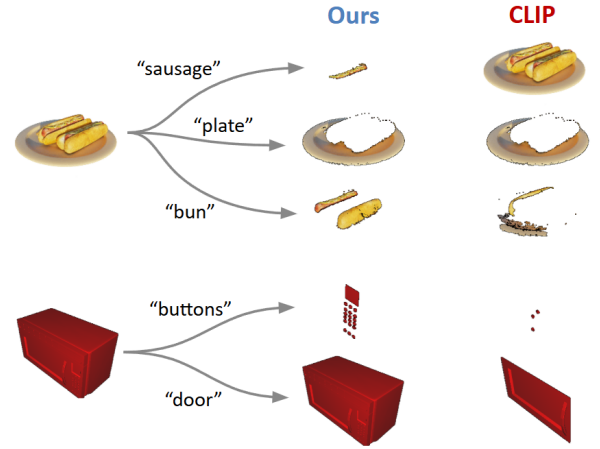 Ours
CLIP
“sausage”
“plate”
“bun”
“buttons”
“door”